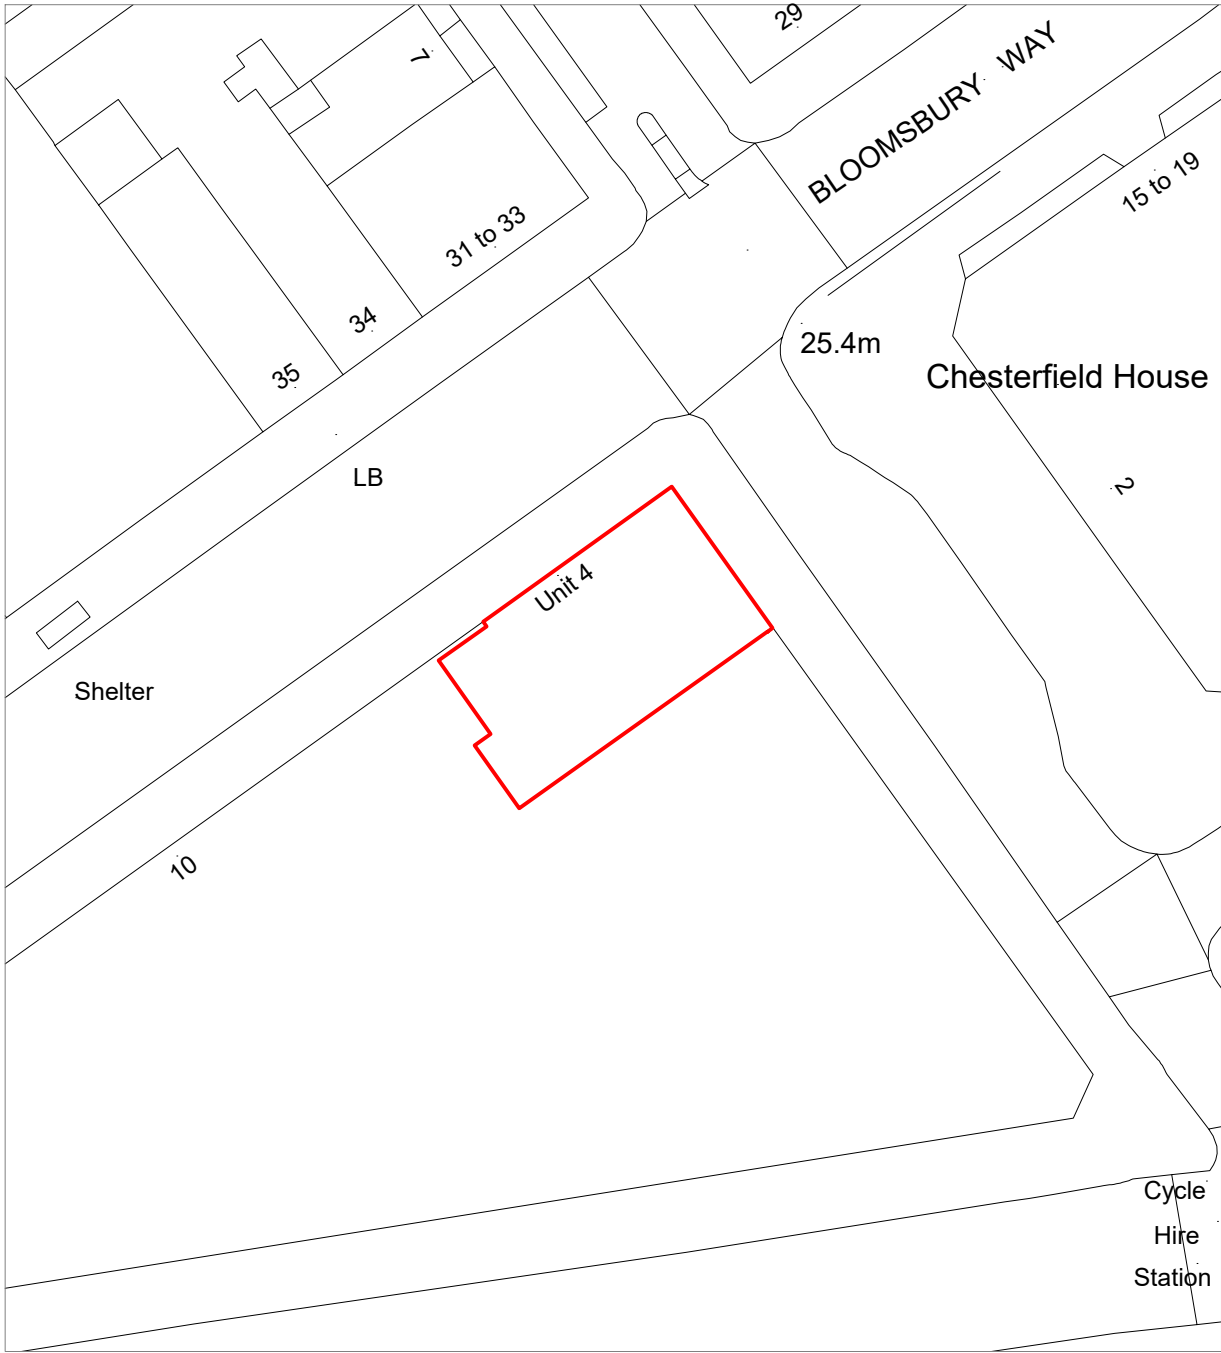 29
7
BLOOMSBURY WAY
15 to 19
31 to 33
34
25.4m
35
Chesterfield House
LB
2
Unit 4
Shelter
10
Cycle
Hire
Station